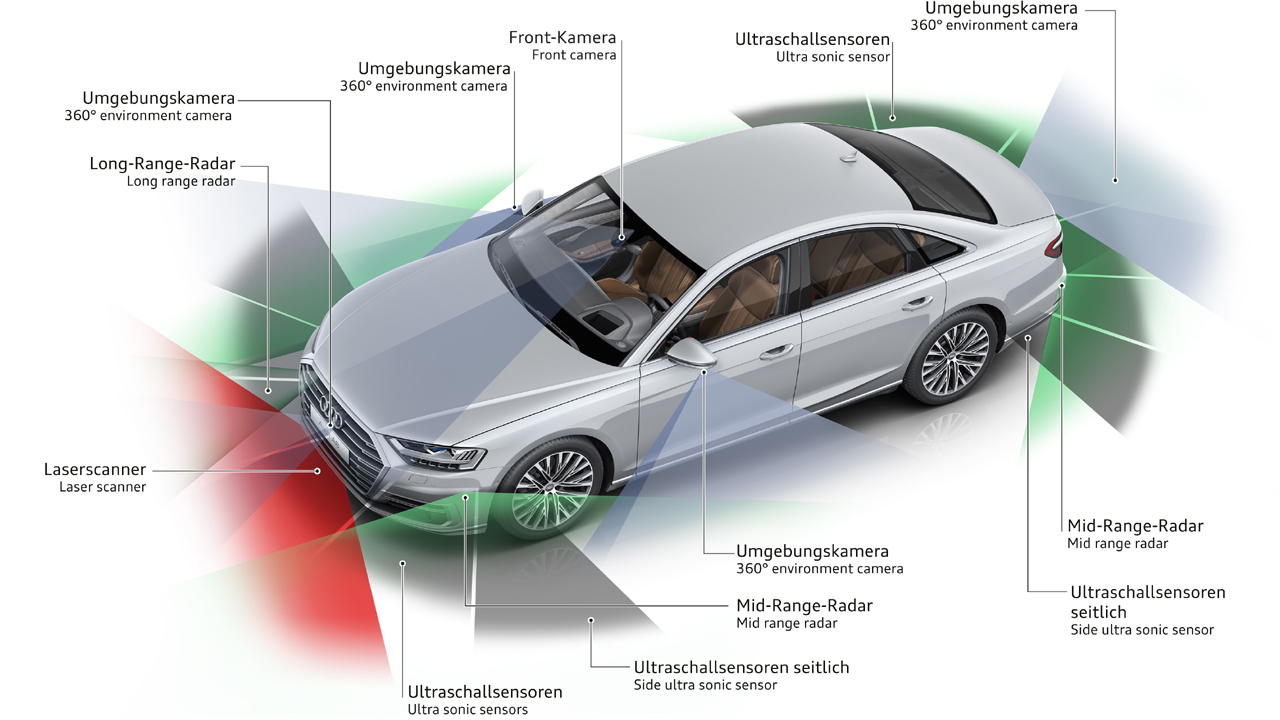 Umgebungskamera
360° environment camera
Ultraschallsensoren
Ultra sonic sensor
Front-Kamera
Front camera
Umgebungskamera
360° environment camera
Umgebungskamera
360° environment camera
Long-Range-Radar
Long range radar
Laserscanner
Laser scanner
Mid-Range-Radar
Mid range radar
Umgebungskamera
360° environment camera
Ultraschallsensoren
seitlich
Side ultra sonic sensor
Mid-Range-Radar
Mid range radar
Ultraschallsensoren seitlich
Side ultra sonic sensor
Ultraschallsensoren
Ultra sonic sensors